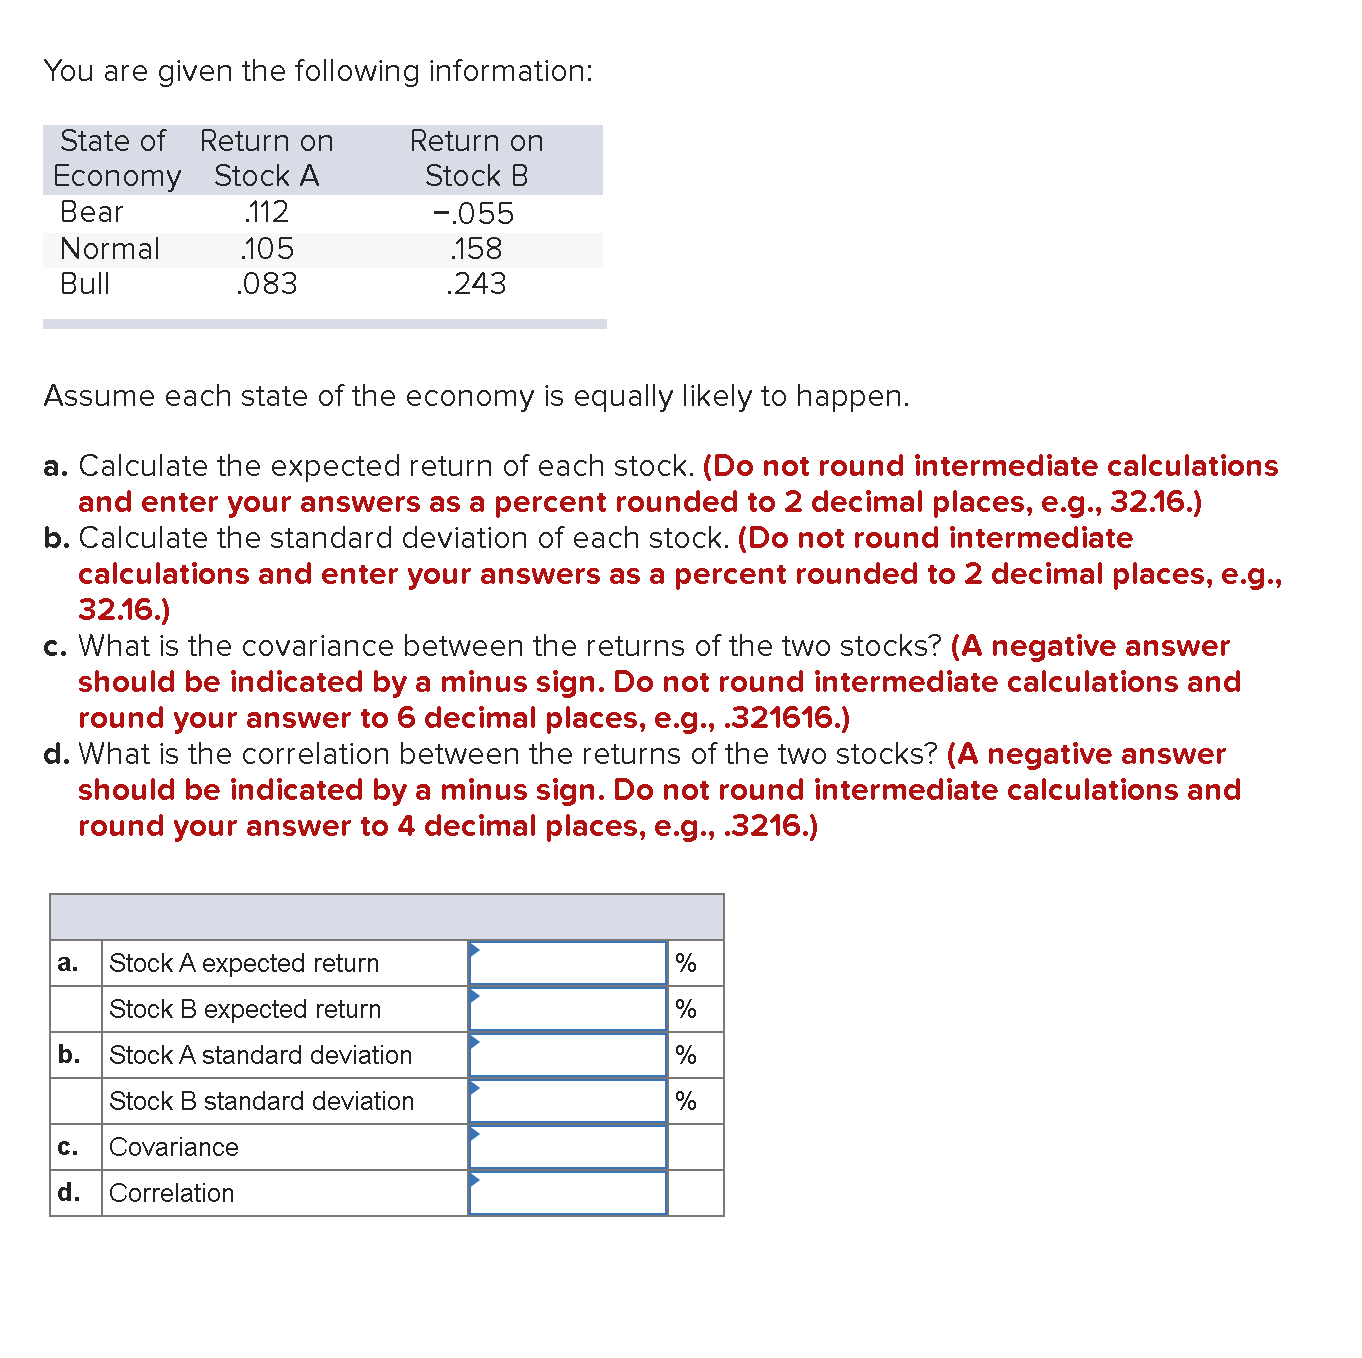 You are given the following information:
State of Return on Return on
Economy Stock A Stock B
Bear .112 −.055
Normal .105 .158
Bull .083 .243
Assume each state of the economy is equally likely to happen.
a. Calculate the expected return of each stock. (Do not round intermediate calculations
and enter your answers as a percent rounded to 2 decimal places, e.g., 32.16.)
b. Calculate the standard deviation of each stock. (Do not round intermediate
calculations and enter your answers as a percent rounded to 2 decimal places, e.g.,
32.16.)
c. What is the covariance between the returns of the two stocks? (A negative answer
should be indicated by a minus sign. Do not round intermediate calculations and
round your answer to 6 decimal places, e.g., .321616.)
d. What is the correlation between the returns of the two stocks? (A negative answer
should be indicated by a minus sign. Do not round intermediate calculations and
round your answer to 4 decimal places, e.g., .3216.)
a. Stock A expected return %
Stock B expected return %
b. Stock A standard deviation %
Stock B standard deviation %
c. Covariance
d. Correlation